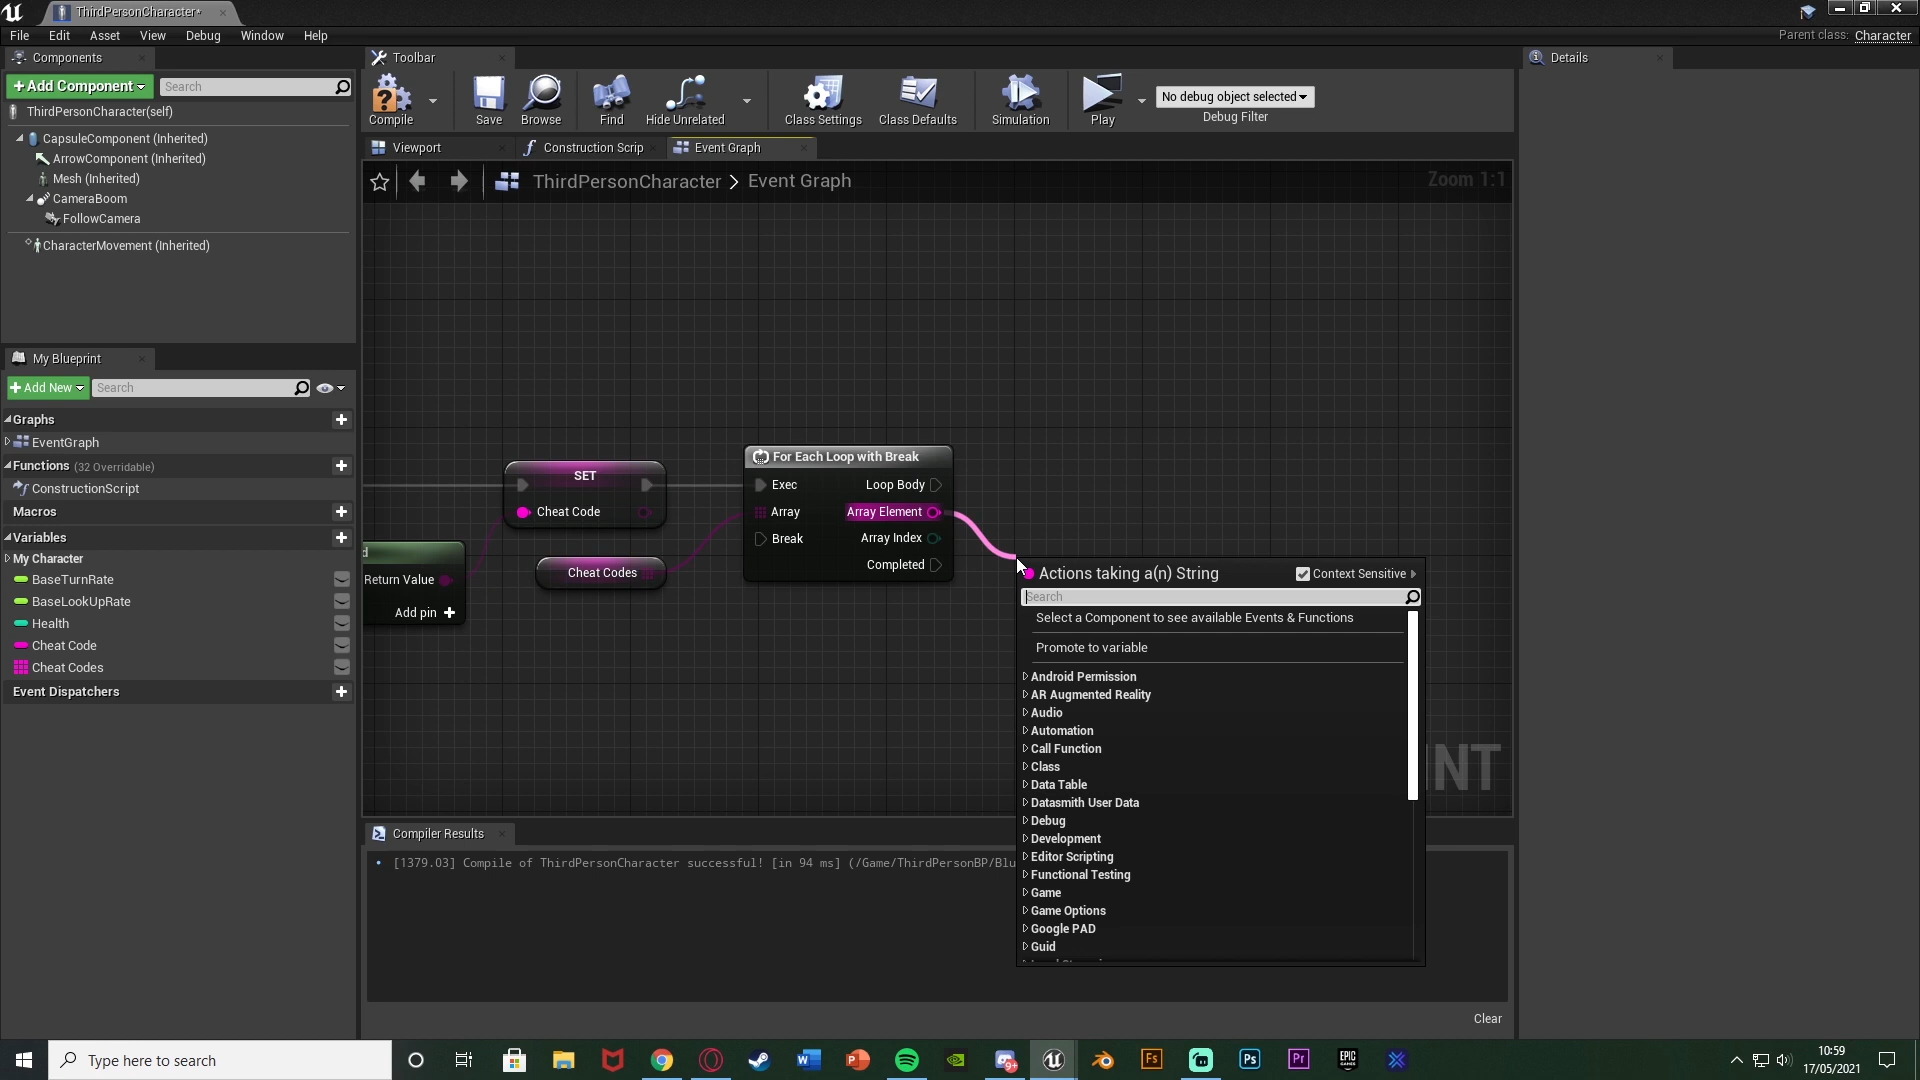 ThirdPersonCharacter*
File Edit Asset View Debug Window Help
Parent class: Character
Components
Toolbar
Details
+Add Component
Search
ThirdPersonCharacter(self)
CapsuleComponent (Inherited)
ArrowComponent (Inherited)
Mesh (Inherited)
CameraBoom
FollowCamera
CharacterMovement (Inherited)
Compile
Save
Browse
Find
Hide Unrelated
Class Settings
Class Defaults
Simulation
Play
No debug object selected
Debug Filter
Viewport
Construction Scrip
Event Graph
ThirdPersonCharacter > Event Graph
Zoom 1:1
My Blueprint
+Add New
Search
Graphs
EventGraph
Functions (32 Overridable)
ConstructionScript
Macros
Variables
My Character
BaseTurnRate
BaseLookUpRate
Health
Cheat Code
Cheat Codes
Event Dispatchers
d
Return Value
Add pin +
SET
Cheat Code
Cheat Codes
For Each Loop with Break
Exec
Loop Body
Array
Array Element
Break
Array Index
Completed
Actions taking a(n) String
Context Sensitive
Search
Select a Component to see available Events & Functions
Promote to variable
Android Permission
AR Augmented Reality
Audio
Automation
Call Function
Class
Data Table
Datasmith User Data
Debug
Development
Editor Scripting
Functional Testing
Game
Game Options
Google PAD
Guid
NT
Compiler Results
[1379.03] Compile of ThirdPersonCharacter successful! [in 94 ms] (/Game/ThirdPersonBP/Blu
Clear
Type here to search
10:59
17/05/2021